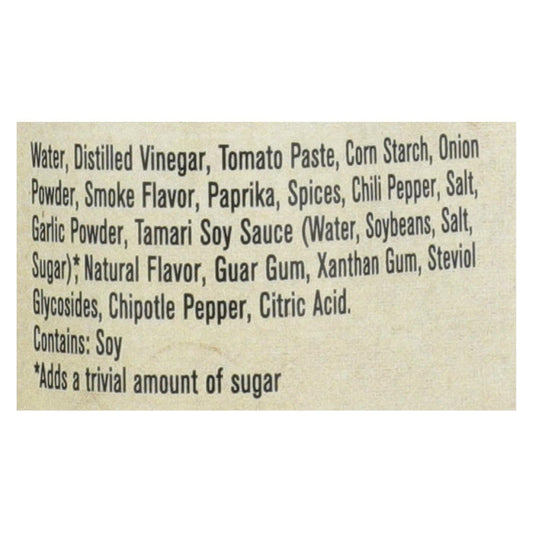 Water, Distilled Vinegar, Tomato Paste, Corn Starch, Onion
Powder, Smoke Flavor, Paprika, Spices, Chili Pepper, Salt,
Garlic Powder, Tamari Soy Sauce (Water, Soybeans, Salt,
Sugar)*, Natural Flavor, Guar Gum, Xanthan Gum, Steviol
Glycosides, Chipotle Pepper, Citric Acid.
Contains: Soy
*Adds a trivial amount of sugar